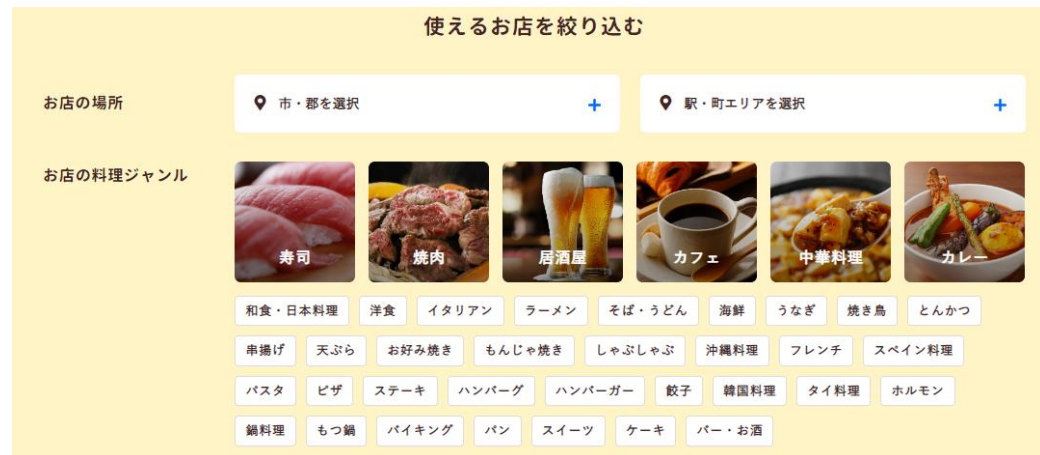 使えるお店を絞り込む
お店の場所 市・郡を選択 + 駅・町エリアを選択 +
お店の料理ジャンル
寿司 焼肉 居酒屋 カフェ 中華料理 カレー
和食・日本料理 洋食 イタリアン ラーメン そば・うどん 海鮮 うなぎ 焼き鳥 とんかつ
串揚げ 天ぷら お好み焼き もんじゃ焼き しゃぶしゃぶ 沖縄料理 フレンチ スペイン料理
パスタ ピザ ステーキ ハンバーグ ハンバーガー 餃子 韓国料理 タイ料理 ホルモン
鍋料理 もつ鍋 バイキング パン スイーツ ケーキ バー・お酒